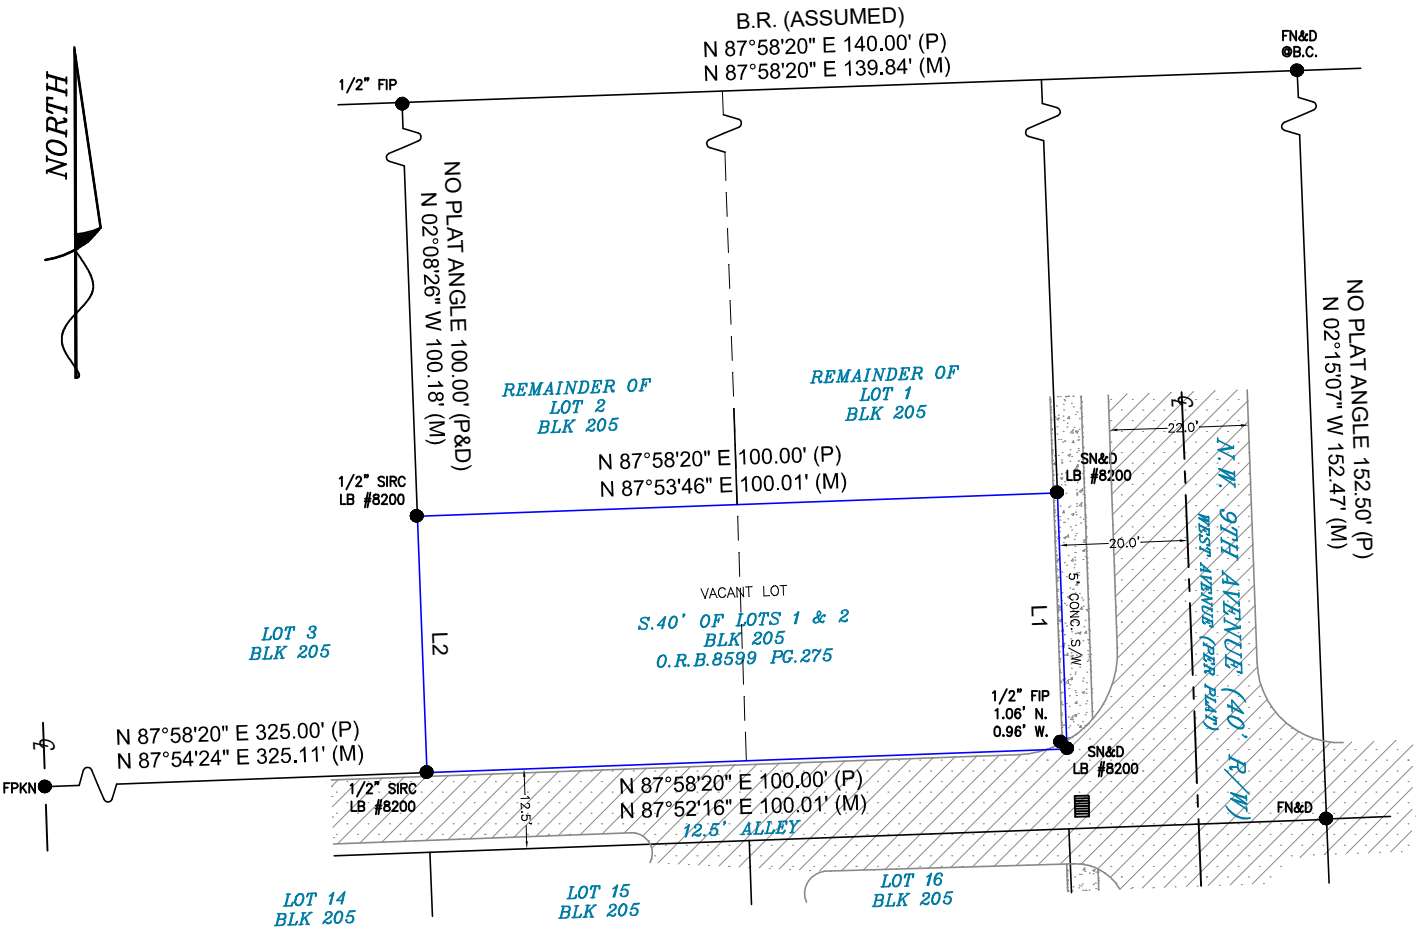 B.R. (ASSUMED)
N 87°58'20" E 140.00' (P)
N 87°58'20" E 139.84' (M)
FN&D
@B.C.
1/2" FIP
NORTH
NO PLAT ANGLE 100.00' (P&D)
N 02°08'26" W 100.18' (M)
NO PLAT ANGLE 152.50' (P)
N 02°15'07" W 152.47' (M)
REMAINDER OF
LOT 2
BLK 205
REMAINDER OF
LOT 1
BLK 205
22.0'
N 87°58'20" E 100.00' (P)
N 87°53'46" E 100.01' (M)
SN&D
LB #8200
1/2" SIRC
LB #8200
20.0'
N.W. 9TH AVENUE (40' R/W)
WEST AVENUE (PER PLAT)
5' CONC. S/W
VACANT LOT
S.40' OF LOTS 1 & 2
BLK 205
O.R.B.8599 PG.275
L1
L2
LOT 3
BLK 205
1/2" FIP
1.06' N.
0.96' W.
N 87°58'20" E 325.00' (P)
N 87°54'24" E 325.11' (M)
SN&D
LB #8200
FPKN
1/2" SIRC
LB #8200
12.5'
N 87°58'20" E 100.00' (P)
N 87°52'16" E 100.01' (M)
12.5' ALLEY
FN&D
LOT 14
BLK 205
LOT 15
BLK 205
LOT 16
BLK 205